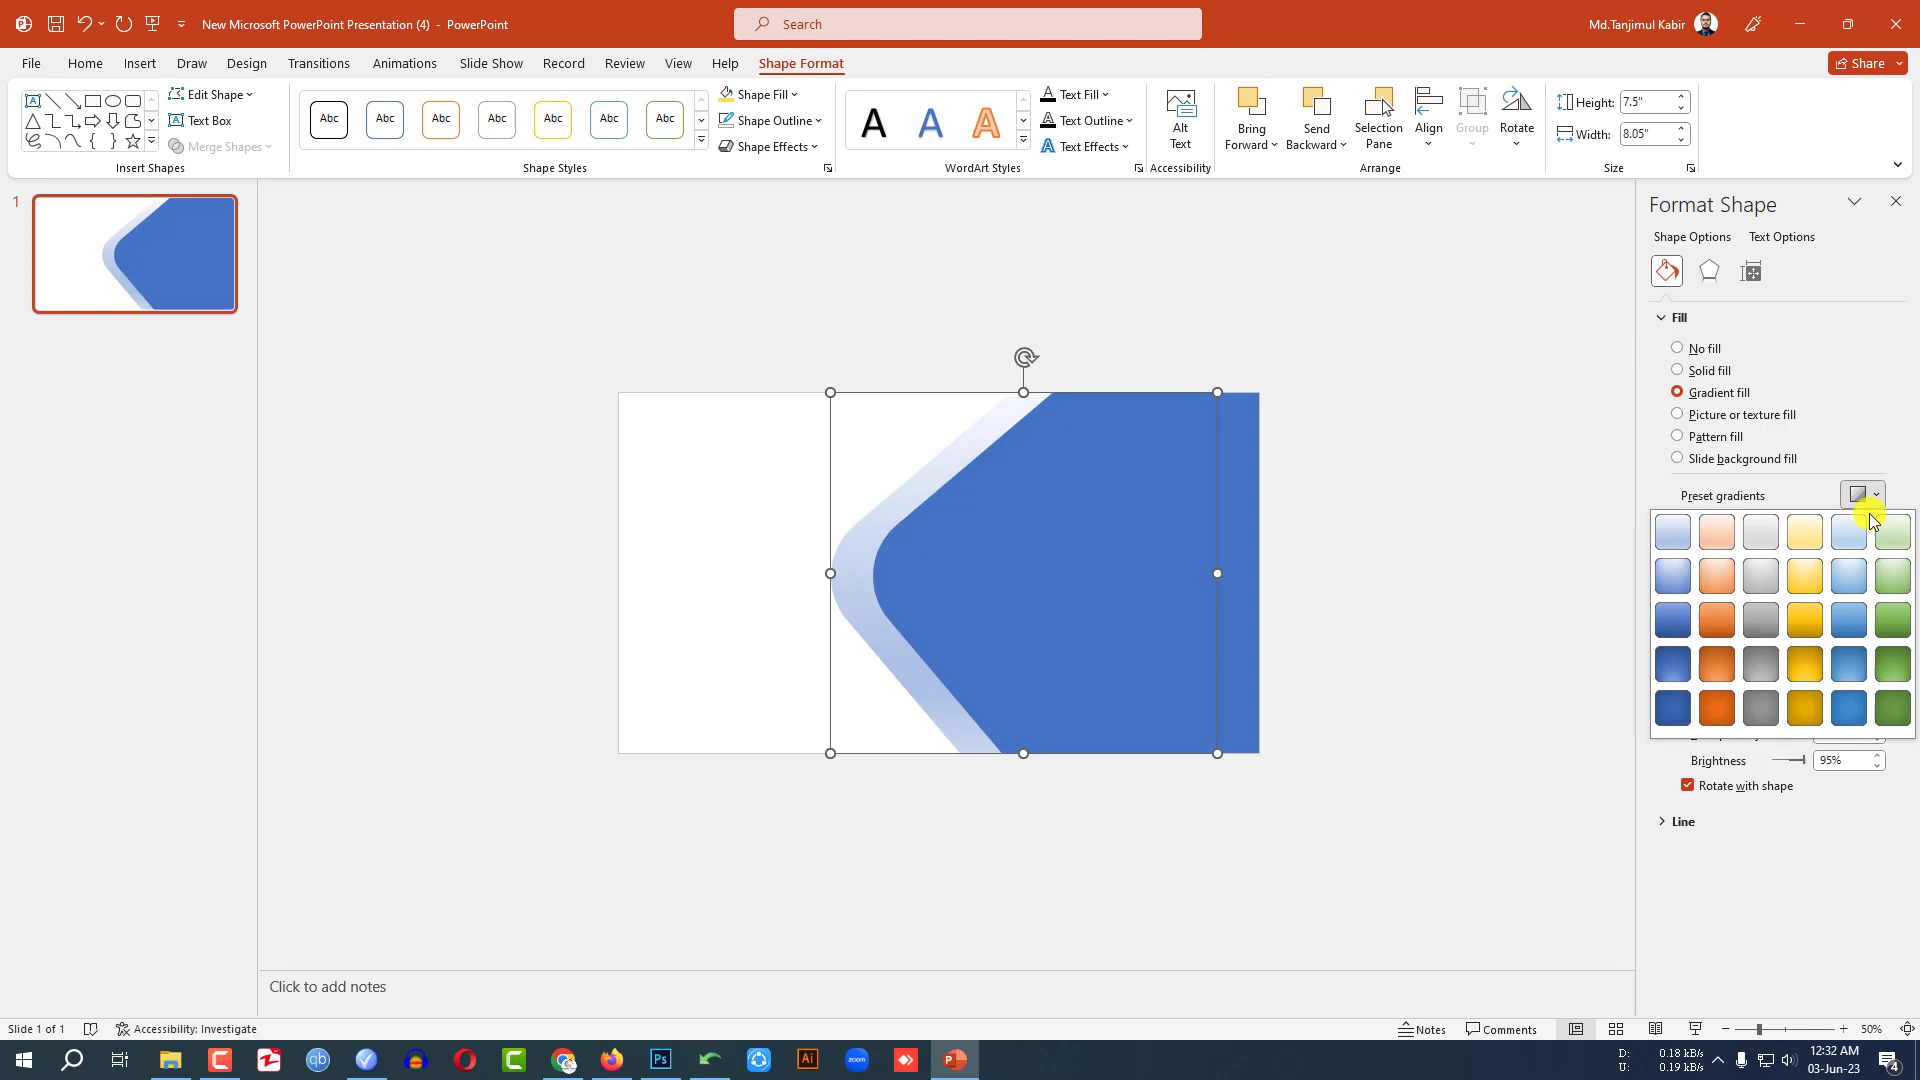 New Microsoft PowerPoint Presentation (4) - PowerPoint
Search
Md.Tanjimul Kabir
File
Home
Insert
Draw
Design
Transitions
Animations
Slide Show
Record
Review
View
Help
Shape Format
Share
Edit Shape
Text Box
Merge Shapes
Insert Shapes
Abc
Abc
Abc
Abc
Abc
Abc
Abc
Shape Fill
Shape Outline
Shape Effects
Shape Styles
A
A
A
Text Fill
Text Outline
Text Effects
WordArt Styles
Alt
Text
Accessibility
Bring
Forward
Send
Backward
Selection
Pane
Align
Group
Rotate
Arrange
Height:
7.5"
Width:
8.05"
Size
1
Format Shape
Shape Options
Text Options
Fill
No fill
Solid fill
Gradient fill
Picture or texture fill
Pattern fill
Slide background fill
Preset gradients
Brightness
95%
Rotate with shape
Line
Click to add notes
Slide 1 of 1
Accessibility: Investigate
Notes
Comments
50%
qb
Ps
Ai
zoom
P
D:
0.18 kB/s
U:
0.19 kB/s
12:32 AM
03-Jun-23
4